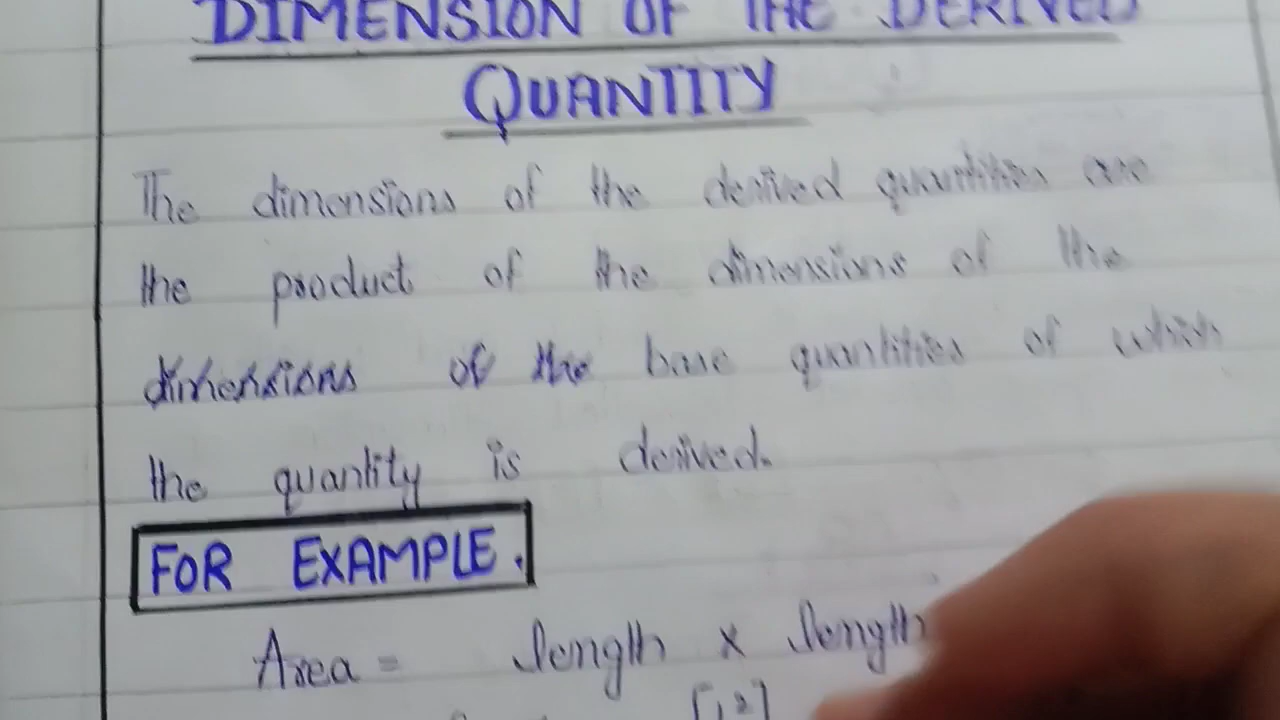 DIMENSION OF THE DERIVED
QUANTITY
The dimensions of the derived quantities are
the product of the dimensions of the
dimensions of the base quantities of which
the quantity is derived.
FOR EXAMPLE.
Area = length x length
[L²]